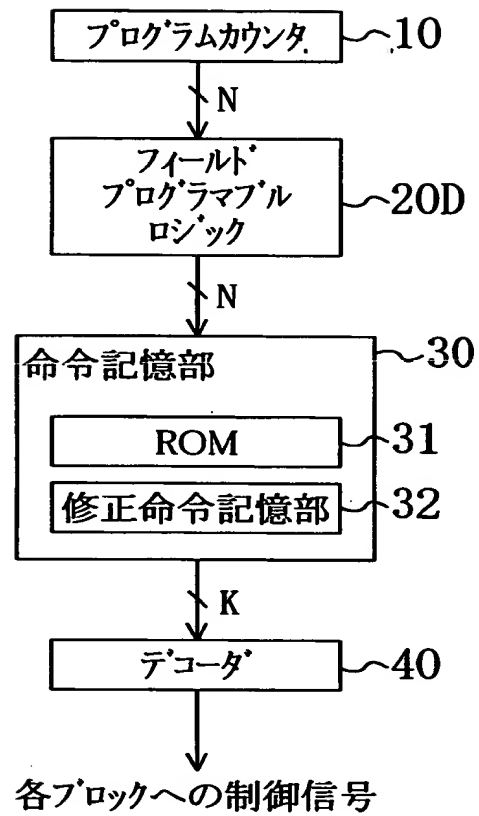 プログラムカウンタ
10
N
フィールド
プログラマブル
ロジック
20D
N
命令記憶部
30
ROM
31
修正命令記憶部
32
K
デコーダ
40
各ブロックへの制御信号